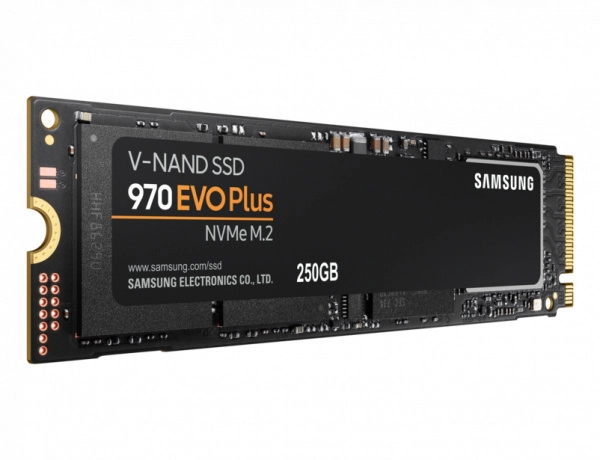 V-NAND SSD
970 EVO Plus
NVMe M.2
www.samsung.com/ssd
SAMSUNG ELECTRONICS CO., LTD.
250GB
SAMSUNG